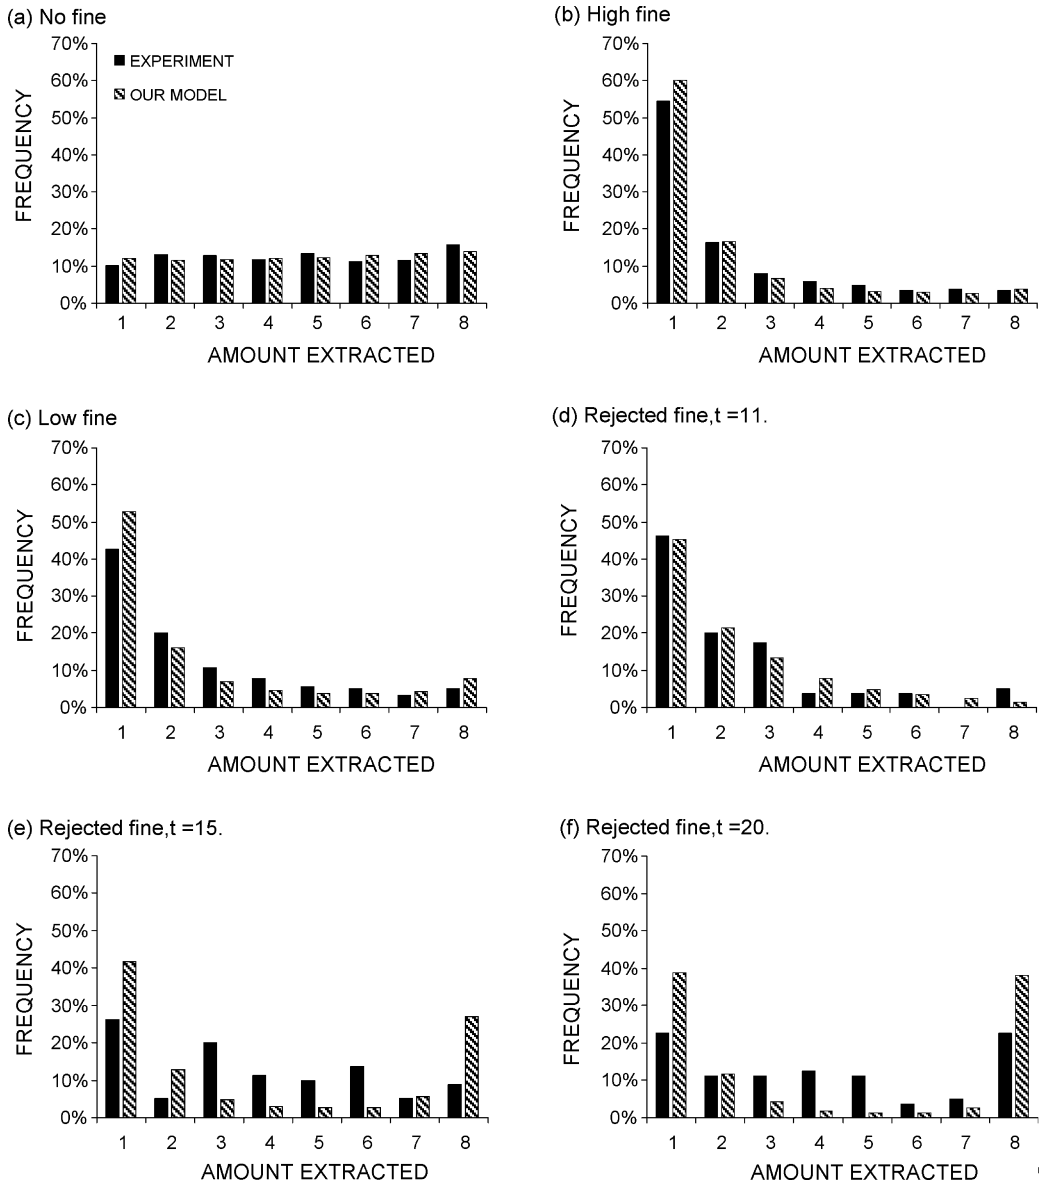 (a) No fine
70%
60%
50%
40%
30%
20%
10%
0%
FREQUENCY
EXPERIMENT
OUR MODEL
1 2 3 4 5 6 7 8
AMOUNT EXTRACTED
(b) High fine
70%
60%
50%
40%
30%
20%
10%
0%
FREQUENCY
1 2 3 4 5 6 7 8
AMOUNT EXTRACTED
(c) Low fine
70%
60%
50%
40%
30%
20%
10%
0%
FREQUENCY
1 2 3 4 5 6 7 8
AMOUNT EXTRACTED
(d) Rejected fine,t =11.
70%
60%
50%
40%
30%
20%
10%
0%
FREQUENCY
1 2 3 4 5 6 7 8
AMOUNT EXTRACTED
(e) Rejected fine,t =15.
70%
60%
50%
40%
30%
20%
10%
0%
FREQUENCY
1 2 3 4 5 6 7 8
AMOUNT EXTRACTED
(f) Rejected fine,t =20.
70%
60%
50%
40%
30%
20%
10%
0%
FREQUENCY
1 2 3 4 5 6 7 8
AMOUNT EXTRACTED